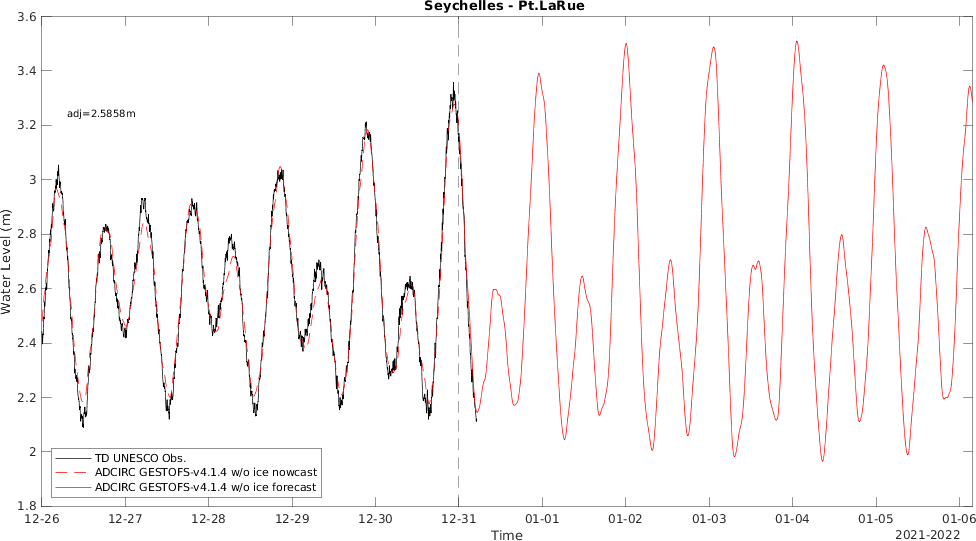 Seychelles - Pt.LaRue
3.6
3.4
adj=2.5858m
3.2
3
2.8
Water Level (m)
2.6
2.4
2.2
2
1.8
TD UNESCO Obs.
ADCIRC GESTOFS-v4.1.4 w/o ice nowcast
ADCIRC GESTOFS-v4.1.4 w/o ice forecast
12-26 12-27 12-28 12-29 12-30 12-31 01-01 01-02 01-03 01-04 01-05 01-06
Time
2021-2022